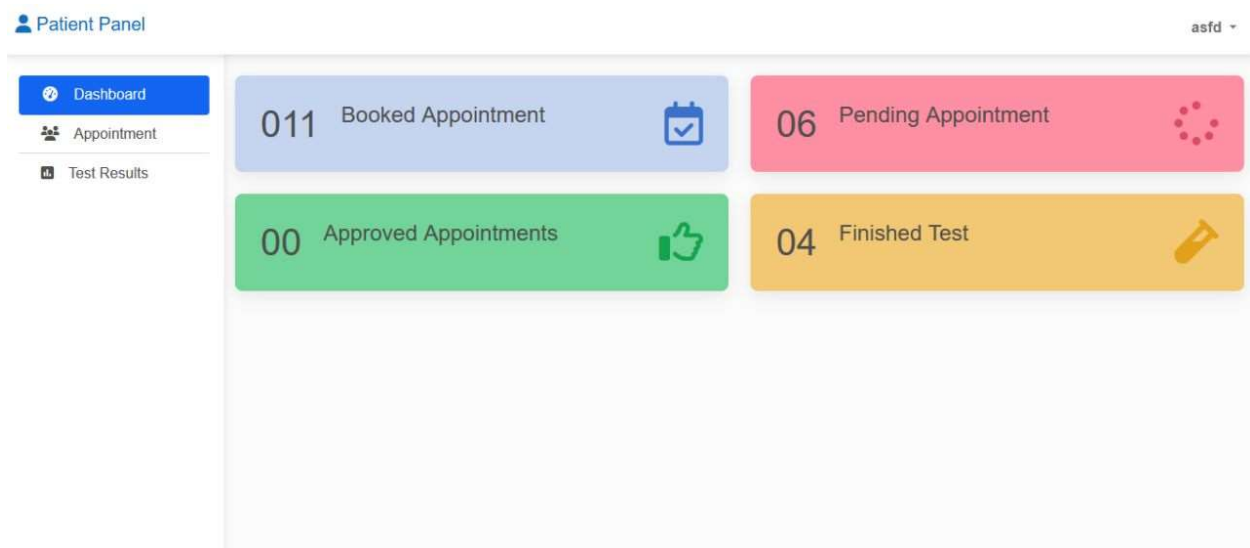 Patient Panel
asfd
Dashboard
Appointment
Test Results
011 Booked Appointment
06 Pending Appointment
00 Approved Appointments
04 Finished Test